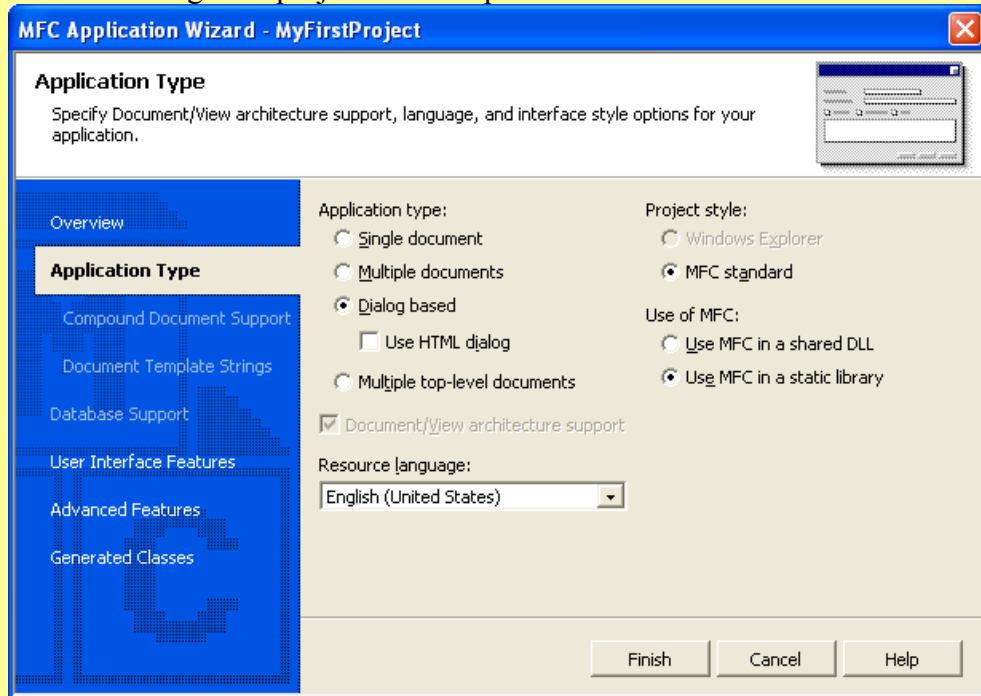 MFC Application Wizard - MyFirstProject
Application Type
Specify Document/View architecture support, language, and interface style options for your
application.
Overview
Application Type
Compound Document Support
Document Template Strings
Database Support
User Interface Features
Advanced Features
Generated Classes
Application type:
Single document
Multiple documents
Dialog based
Use HTML dialog
Multiple top-level documents
Document/View architecture support
Resource language:
English (United States)
Project style:
Windows Explorer
MFC standard
Use of MFC:
Use MFC in a shared DLL
Use MFC in a static library
Finish
Cancel
Help